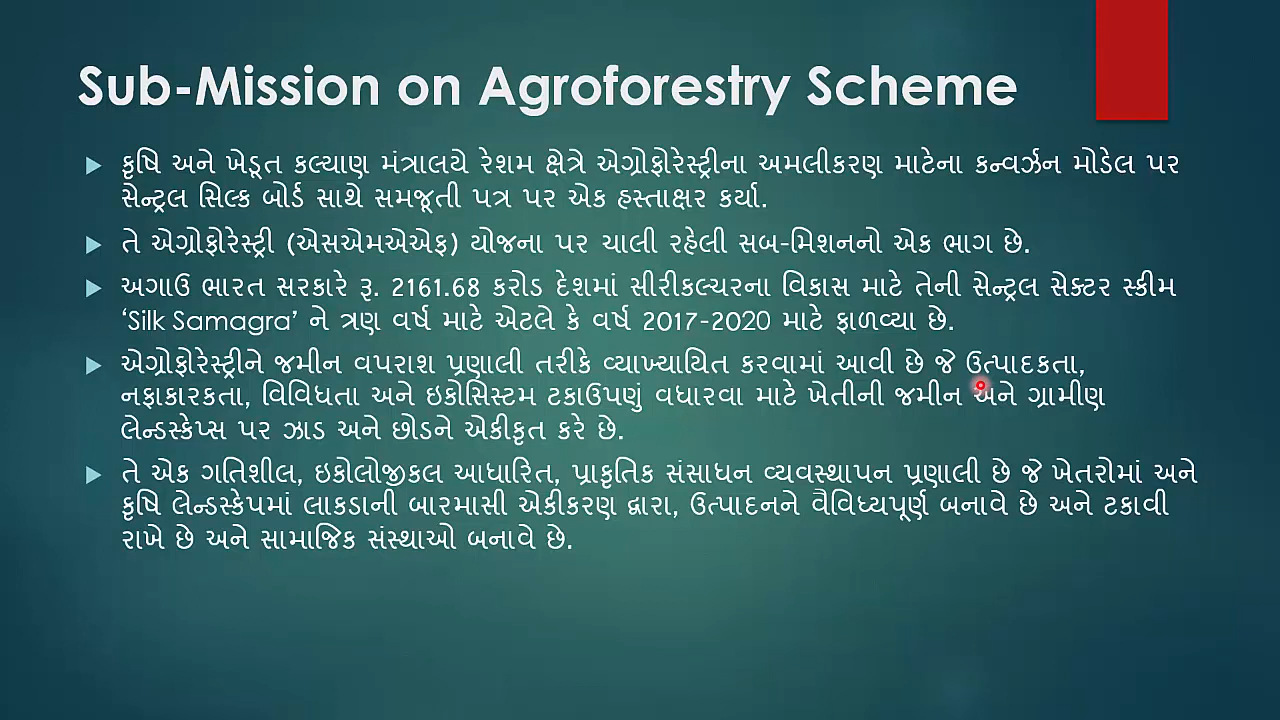 Sub-Mission on Agroforestry Scheme
કૃષિ અને ખેડૂત કલ્યાણ મંત્રાલયે રેશમ ક્ષેત્રે એગ્રોફોરેસ્ટ્રીના અમલીકરણ માટેના કન્વર્ઝન મોડેલ પર
સેન્ટ્રલ સિલ્ક બોર્ડ સાથે સમજૂતી પત્ર પર એક હસ્તાક્ષર કર્યા.
તે એગ્રોફોરેસ્ટ્રી (એસએમએએફ) યોજના પર ચાલી રહેલી સબ-મિશનનો એક ભાગ છે.
અગાઉ ભારત સરકારે રૂ. 2161.68 કરોડ દેશમાં સીરીકલ્ચરના વિકાસ માટે તેની સેન્ટ્રલ સેક્ટર સ્કીમ
‘Silk Samagra’ ને ત્રણ વર્ષ માટે એટલે કે વર્ષ 2017-2020 માટે ફાળવ્યા છે.
એગ્રોફોરેસ્ટ્રીને જમીન વપરાશ પ્રણાલી તરીકે વ્યાખ્યાયિત કરવામાં આવી છે જે ઉત્પાદકતા,
નફાકારકતા, વિવિધતા અને ઇકોસિસ્ટમ ટકાઉપણું વધારવા માટે ખેતીની જમીન અને ગ્રામીણ
લેન્ડસ્કેપ્સ પર ઝાડ અને છોડને એકીકૃત કરે છે.
તે એક ગતિશીલ, ઇકોલોજીકલ આધારિત, પ્રાકૃતિક સંસાધન વ્યવસ્થાપન પ્રણાલી છે જે ખેતરોમાં અને
કૃષિ લેન્ડસ્કેપમાં લાકડાની બારમાસી એકીકરણ દ્વારા, ઉત્પાદનને વૈવિધ્યપૂર્ણ બનાવે છે અને ટકાવી
રાખે છે અને સામાજિક સંસ્થાઓ બનાવે છે.